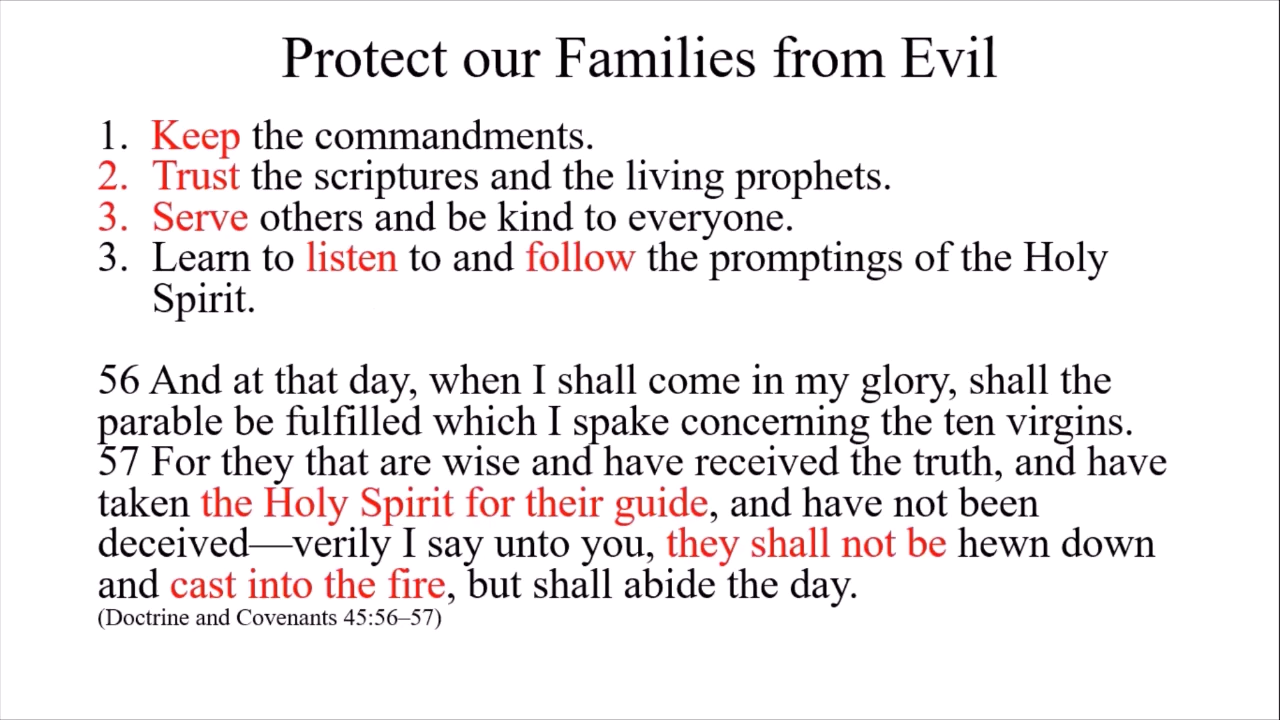 Protect our Families from Evil
1. Keep the commandments.
2. Trust the scriptures and the living prophets.
3. Serve others and be kind to everyone.
3. Learn to listen to and follow the promptings of the Holy
Spirit.
56 And at that day, when I shall come in my glory, shall the
parable be fulfilled which I spake concerning the ten virgins.
57 For they that are wise and have received the truth, and have
taken the Holy Spirit for their guide, and have not been
deceived—verily I say unto you, they shall not be hewn down
and cast into the fire, but shall abide the day.
(Doctrine and Covenants 45:56–57)